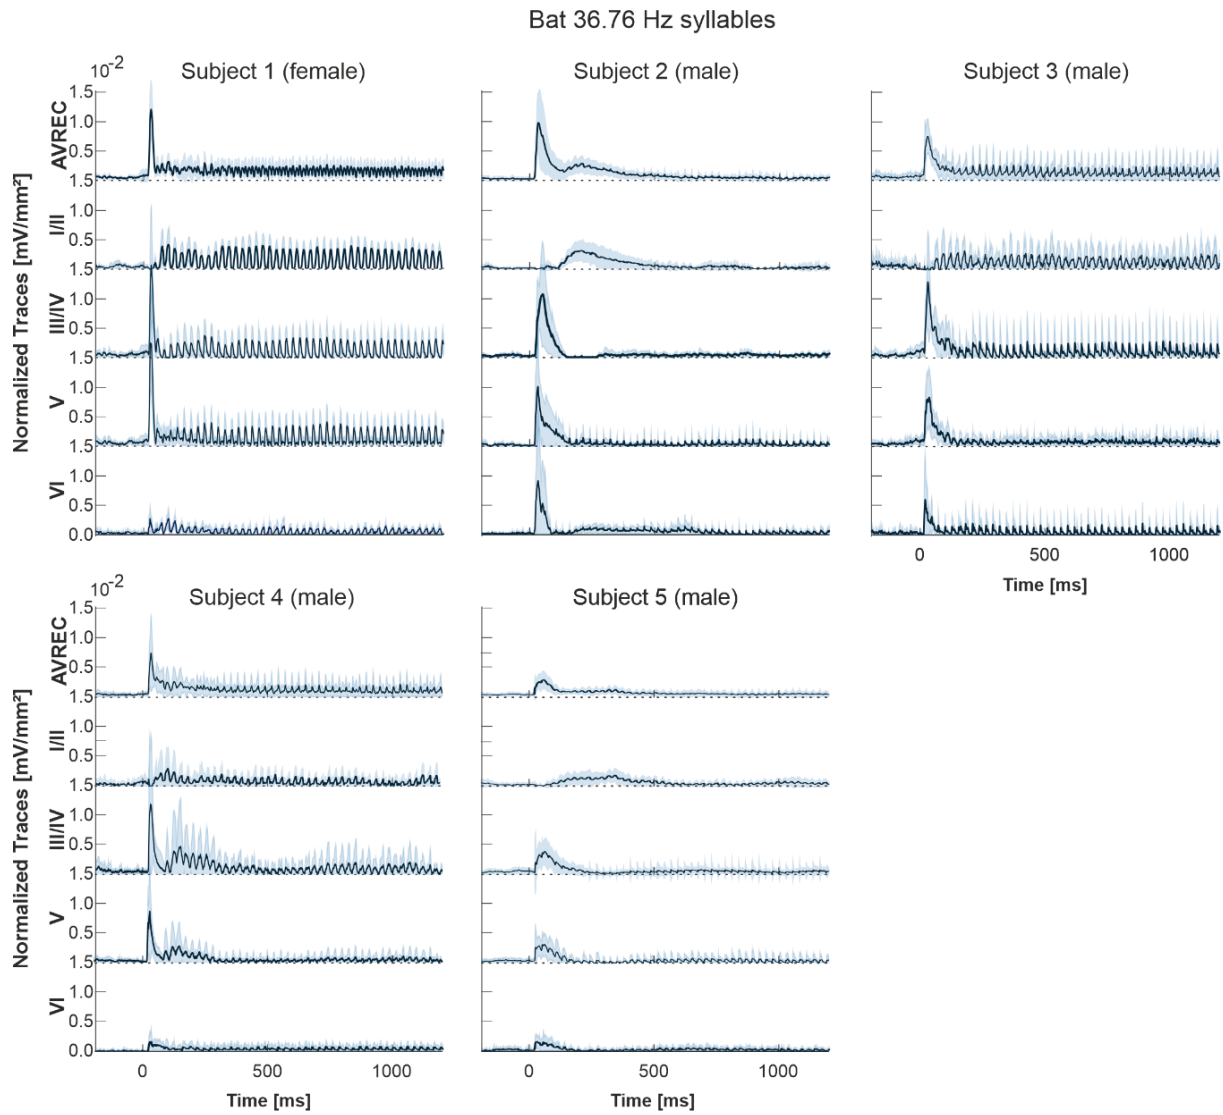 Bat 36.76 Hz syllables
10-2
Subject 1 (female)
Subject 2 (male)
Subject 3 (male)
Normalized Traces [mV/mm²]
AVREC
1.5
1.0
0.5
I/II
1.5
1.0
0.5
III/IV
1.5
1.0
0.5
V
1.5
1.0
0.5
VI
1.5
1.0
0.5
0.0
0 500 1000
Time [ms]
10-2
Subject 4 (male)
Subject 5 (male)
Normalized Traces [mV/mm²]
AVREC
1.5
1.0
0.5
I/II
1.5
1.0
0.5
III/IV
1.5
1.0
0.5
V
1.5
1.0
0.5
VI
1.5
1.0
0.5
0.0
0 500 1000
0 500 1000
Time [ms]
Time [ms]